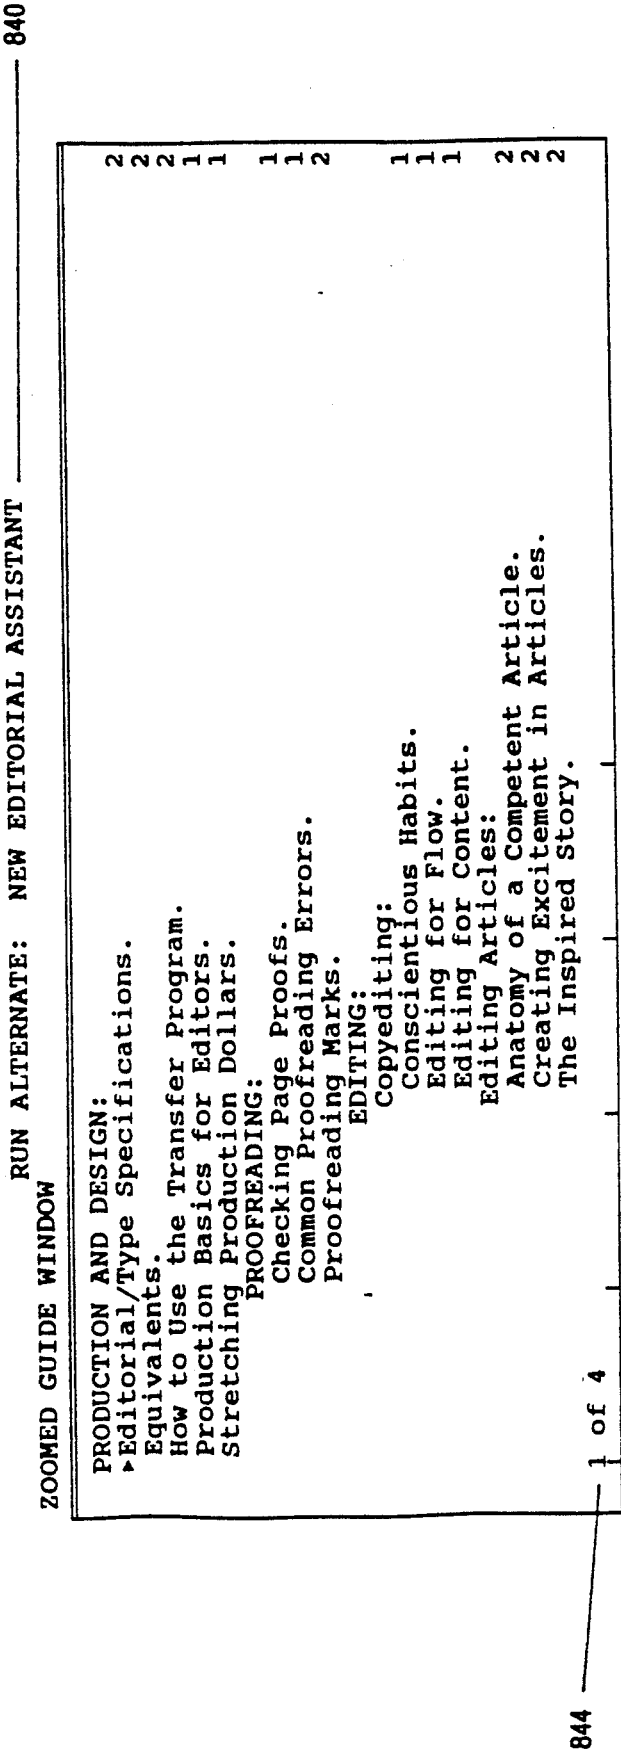 RUN ALTERNATE: NEW EDITORIAL ASSISTANT 840
ZOOMED GUIDE WINDOW
PRODUCTION AND DESIGN:
▸Editorial/Type Specifications. 2
Equivalents. 2
How to Use the Transfer Program. 2
Production Basics for Editors. 1
Stretching Production Dollars. 1
PROOFREADING:
Checking Page Proofs. 1
Common Proofreading Errors. 1
Proofreading Marks. 2
EDITING:
Copyediting:
Conscientious Habits. 1
Editing for Flow. 1
Editing for Content. 1
Editing Articles:
Anatomy of a Competent Article. 2
Creating Excitement in Articles. 2
The Inspired Story. 2
844 1 of 4